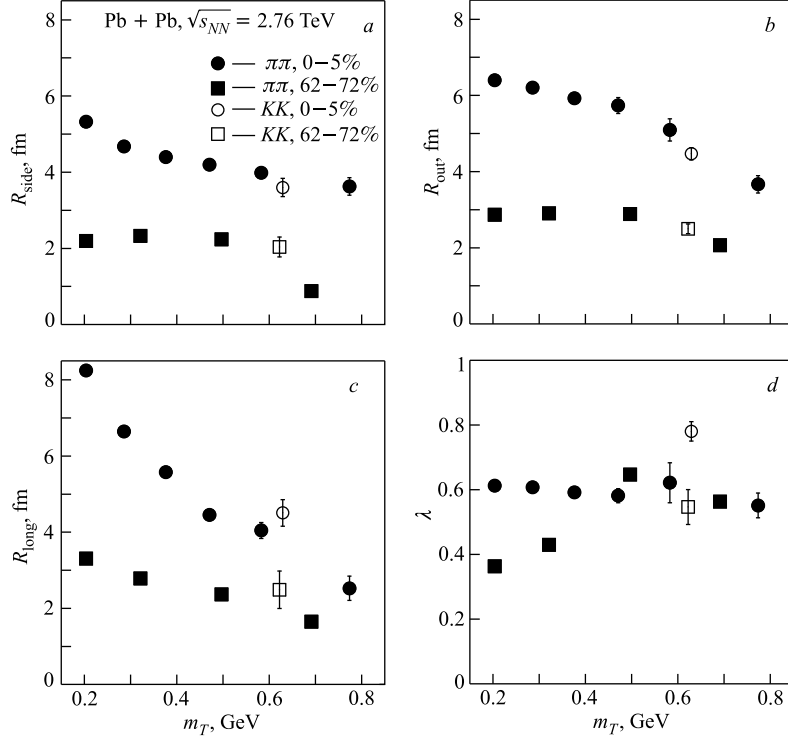 Pb + Pb, √s_NN = 2.76 TeV
a
ππ, 0−5%
ππ, 62−72%
KK, 0−5%
KK, 62−72%
8
6
4
2
0
R_side, fm
b
8
6
4
2
0
R_out, fm
c
8
6
4
2
0
R_long, fm
0.2 0.4 0.6 0.8
m_T, GeV
d
1
0.8
0.6
0.4
0.2
0
λ
0.2 0.4 0.6 0.8
m_T, GeV